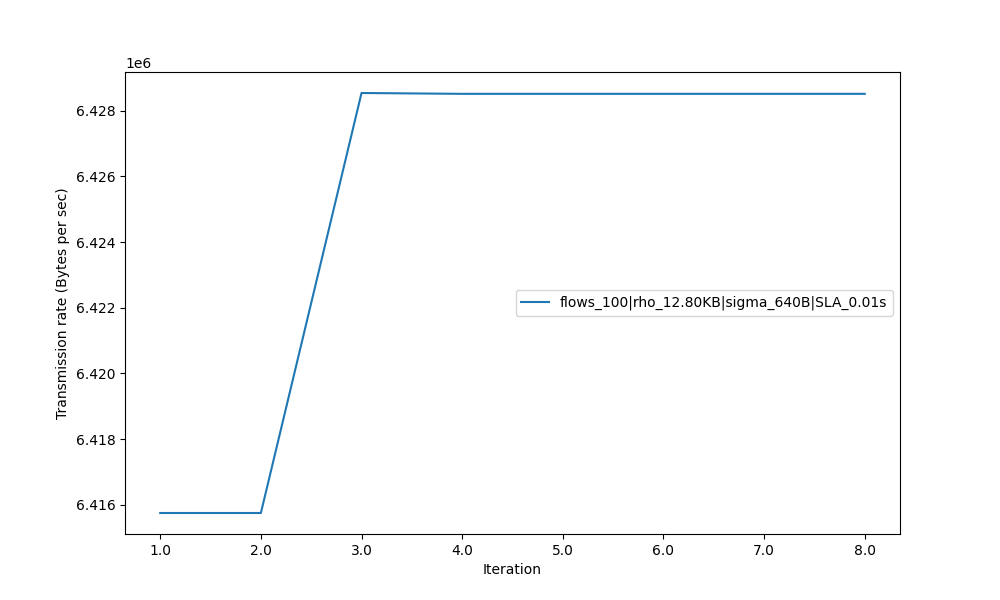 1e6
Transmission rate (Bytes per sec)
6.428
6.426
6.424
6.422
6.420
6.418
6.416
flows_100|rho_12.80KB|sigma_640B|SLA_0.01s
1.0 2.0 3.0 4.0 5.0 6.0 7.0 8.0
Iteration